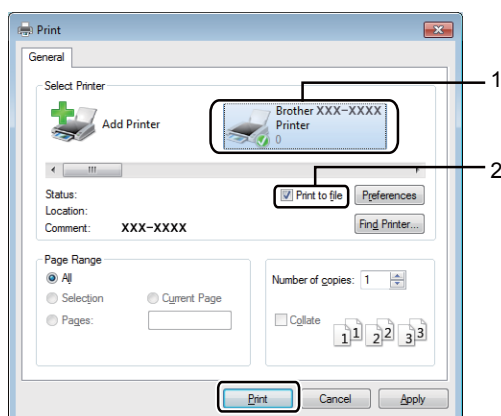 Print
General
Select Printer
Add Printer
Brother XXX-XXXX
Printer
0
1
2
Status:
Print to file
Preferences
Location:
Comment: XXX-XXXX
Find Printer...
Page Range
All
Selection
Current Page
Pages:
Number of copies: 1
Collate
1 1 2 2 3 3
Print
Cancel
Apply